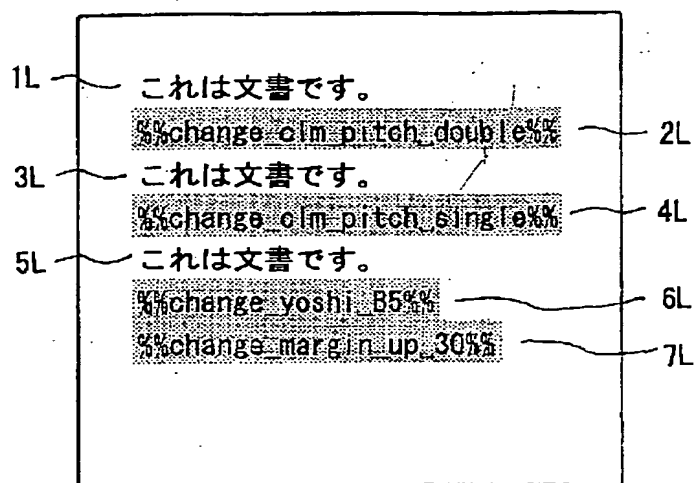 1L これは文書です。
%%change_clm_pitch_double%% 2L
3L これは文書です。
%%change_clm_pitch_single%% 4L
5L これは文書です。
%%change_yoshi_B5%% 6L
%%change_margin_up_30%% 7L